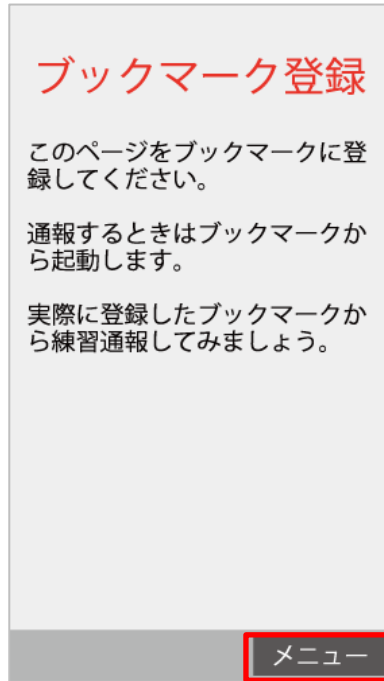 ブックマーク登録
このページをブックマークに登
録してください。
通報するときはブックマークか
ら起動します。
実際に登録したブックマークか
ら練習通報してみましょう。
メニュー